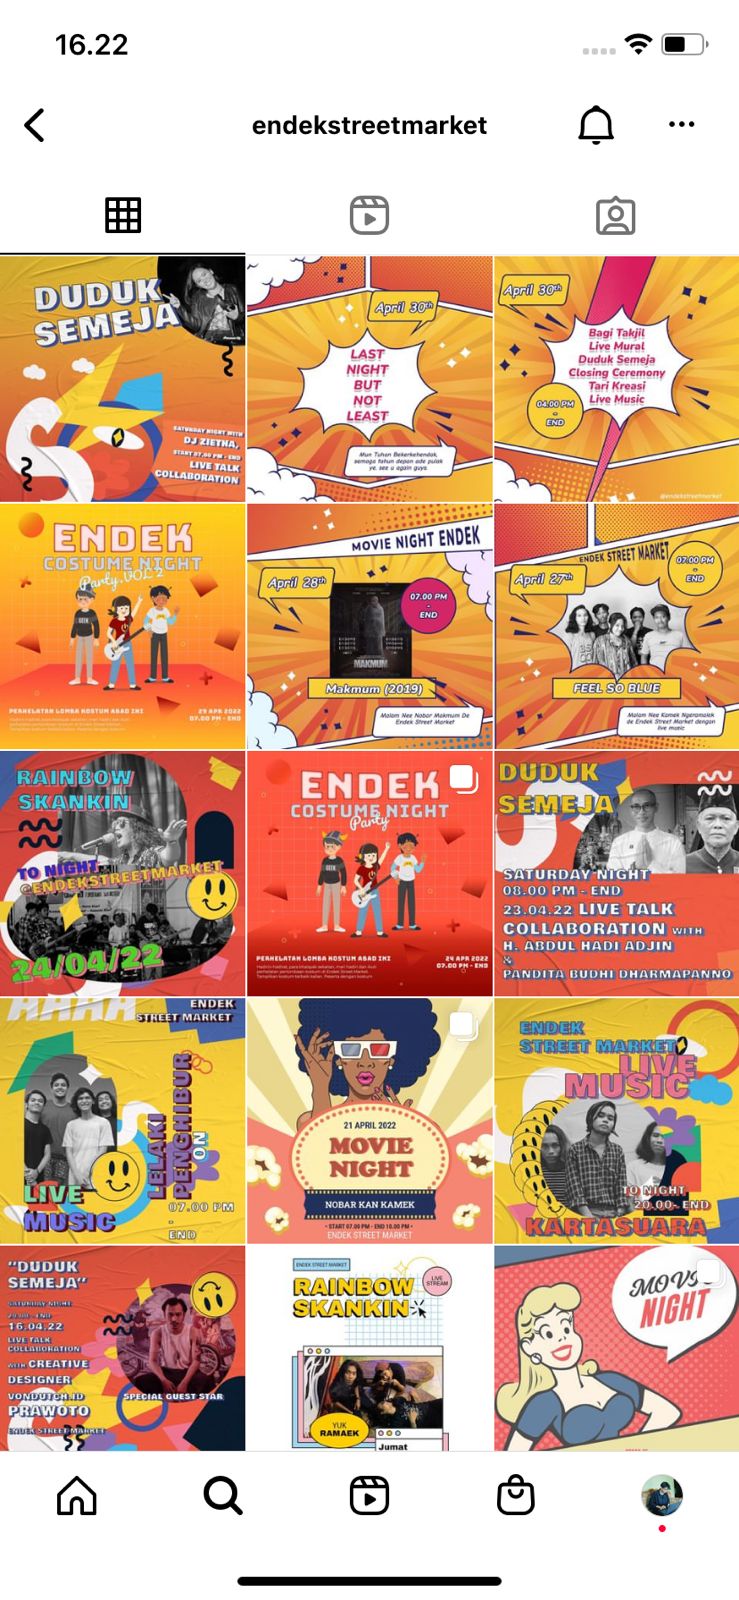 16.22
endekstreetmarket
DUDUK
SEMEJA
SATURDAY NIGHT WITH
DJ ZIETHA,
START 07.00 PM - END
LIVE TALK
COLLABORATION
April 30th
LAST
NIGHT
BUT
NOT
LEAST
Mun Tuhan Bekerkehendak,
semoga tahun depan ade pulak
ye. see u again guys
April 30th
Bagi Takjil
Live Mural
Duduk Semeja
Closing Ceremony
Tari Kreasi
Live Music
04.00 PM
-
END
@endekstreetmarket
ENDEK
COSTUME NIGHT
Party. VOL 2
PERHELATAN LOMBA KOSTUM ABAD INI
29 APR 2022
07.00 PM - END
MOVIE NIGHT ENDEK
April 28th
07.00 PM
-
END
MAKMUM
Makmum (2019)
Malam Nee Nobar Makmum De
Endek Street Market
ENDEK STREET MARKET
07.00 PM
-
END
April 27th
FEEL SO BLUE
Malam Nee Kamek Ngeramaiek
de Endek Street Market dengan
live music
RAINBOW
SKANKIN
TO NIGHT
@ENDEKSTREETMARKET
24/04/22
ENDEK
COSTUME NIGHT
Party
PERHELATAN LOMBA KOSTUM ABAD INI
24 APR 2022
07.00 PM - END
DUDUK
SEMEJA
SATURDAY NIGHT
08.00 PM - END
23.04.22 LIVE TALK
COLLABORATION WITH
H. ABDUL HADI ADJIN
&
PANDITA BUDHI DHARMAPANNO
ENDEK
STREET MARKET
LELAKI
PENGHIBUR
ON
LIVE
MUSIC
07.00 PM
-
END
21 APRIL 2022
MOVIE
NIGHT
NOBAR KAN KAMEK
• START 07.00 PM - END 10.00 PM •
ENDEK STREET MARKET
ENDEK
STREET MARKET
LIVE
MUSIC
TO NIGHT
20.00 - END
KARTASUARA
"DUDUK
SEMEJA"
SATURDAY NIGHT
20.00 - END
16.04.22
LIVE TALK
COLLABORATION
WITH CREATIVE
DESIGNER
VONDUTCH.ID
PRAWOTO
ENDEK STREET MARKET
SPECIAL GUEST STAR
ENDEK STREET MARKET
RAINBOW
SKANKIN
LIVE
STREAM
YUK
RAMAEK
Jumat
NIGHT